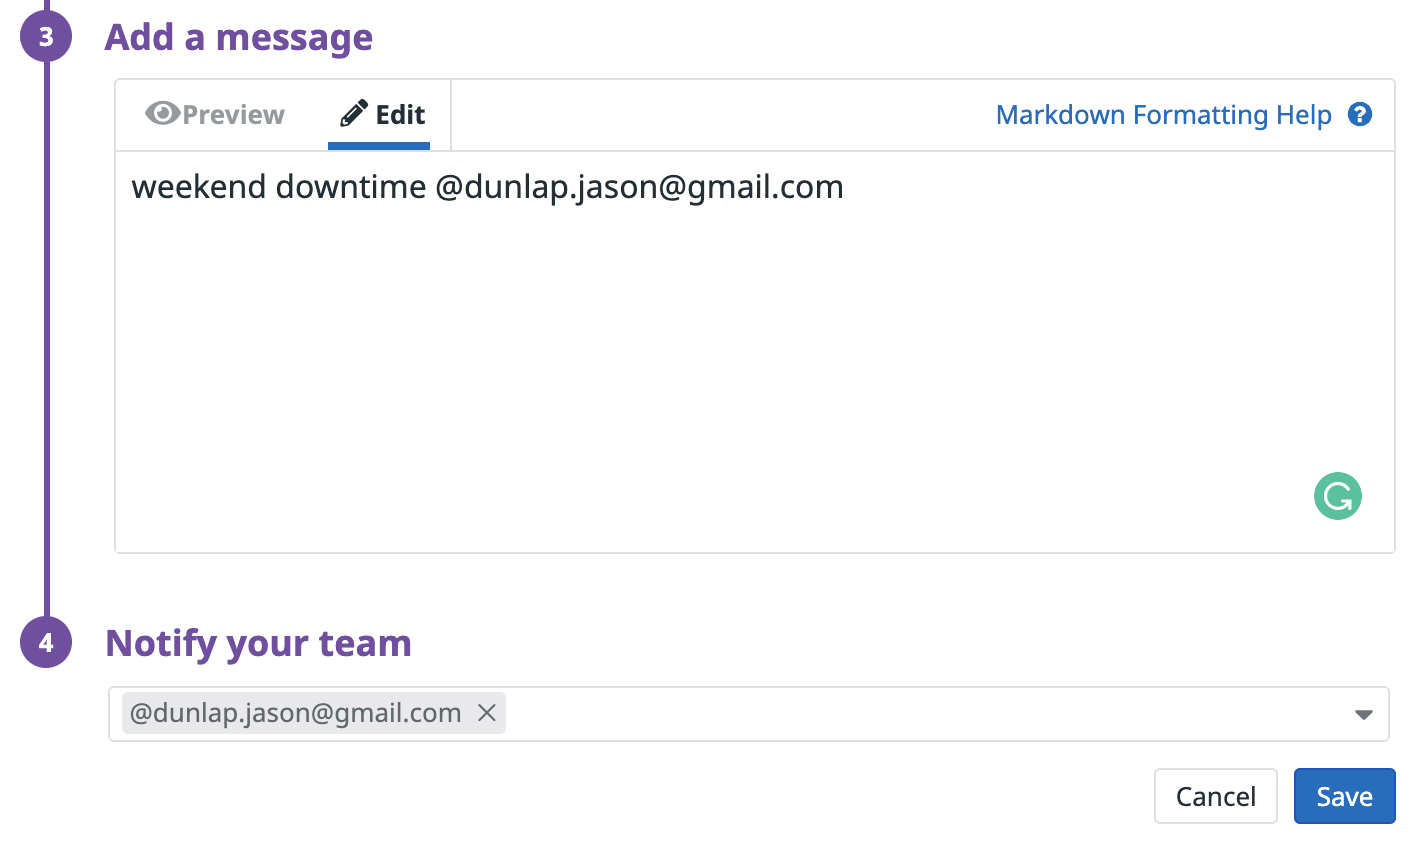 3 Add a message
Preview Edit Markdown Formatting Help ?
weekend downtime @dunlap.jason@gmail.com
4 Notify your team
@dunlap.jason@gmail.com
Cancel Save